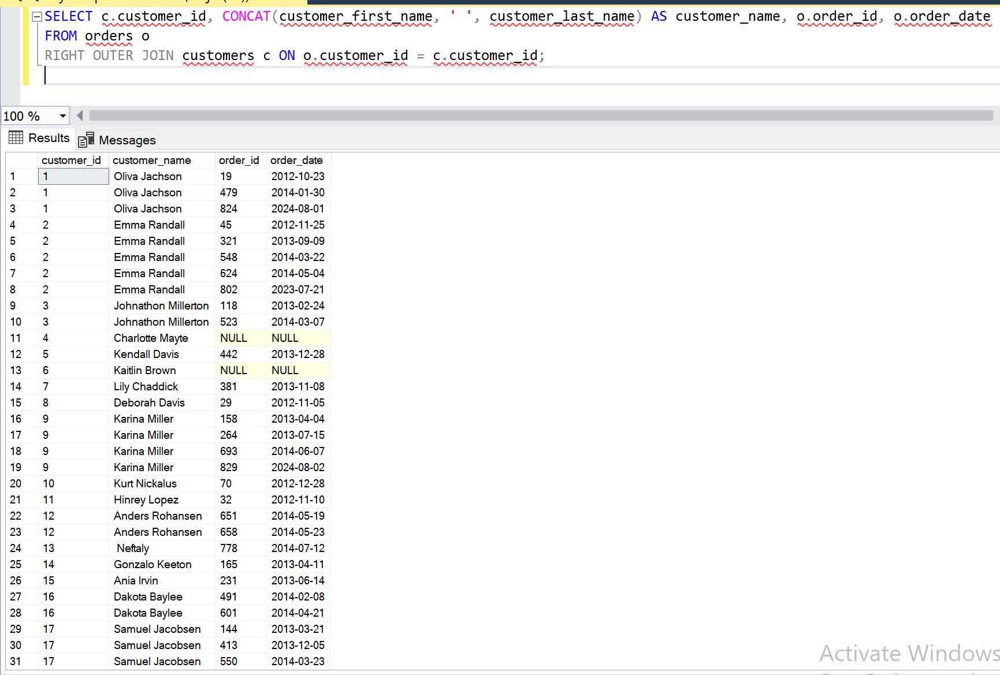 SELECT c.customer_id, CONCAT(customer_first_name, ' ', customer_last_name) AS customer_name, o.order_id, o.order_date
FROM orders o
RIGHT OUTER JOIN customers c ON o.customer_id = c.customer_id;
100 %
Results Messages
customer_id customer_name order_id order_date
1 1 Oliva Jachson 19 2012-10-23
2 1 Oliva Jachson 479 2014-01-30
3 1 Oliva Jachson 824 2024-08-01
4 2 Emma Randall 45 2012-11-25
5 2 Emma Randall 321 2013-09-09
6 2 Emma Randall 548 2014-03-22
7 2 Emma Randall 624 2014-05-04
8 2 Emma Randall 802 2023-07-21
9 3 Johnathon Millerton 118 2013-02-24
10 3 Johnathon Millerton 523 2014-03-07
11 4 Charlotte Mayte NULL NULL
12 5 Kendall Davis 442 2013-12-28
13 6 Kaitlin Brown NULL NULL
14 7 Lily Chaddick 381 2013-11-08
15 8 Deborah Davis 29 2012-11-05
16 9 Karina Miller 158 2013-04-04
17 9 Karina Miller 264 2013-07-15
18 9 Karina Miller 693 2014-06-07
19 9 Karina Miller 829 2024-08-02
20 10 Kurt Nickalus 70 2012-12-28
21 11 Hinrey Lopez 32 2012-11-10
22 12 Anders Rohansen 651 2014-05-19
23 12 Anders Rohansen 658 2014-05-23
24 13 Neftaly 778 2014-07-12
25 14 Gonzalo Keeton 165 2013-04-11
26 15 Ania Irvin 231 2013-06-14
27 16 Dakota Baylee 491 2014-02-08
28 16 Dakota Baylee 601 2014-04-21
29 17 Samuel Jacobsen 144 2013-03-21
30 17 Samuel Jacobsen 413 2013-12-05
31 17 Samuel Jacobsen 550 2014-03-23
Activate Windows